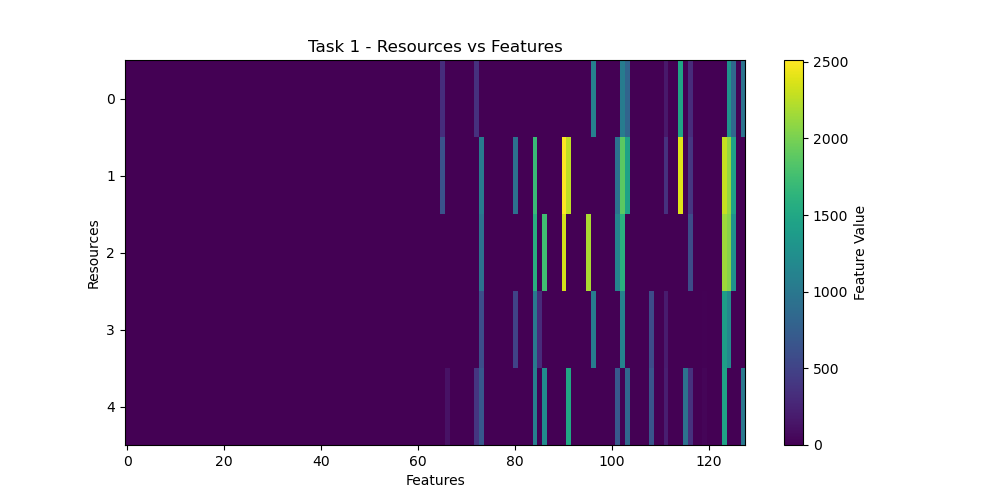 Task 1 - Resources vs Features
Resources
0
1
2
3
4
0 20 40 60 80 100 120
Features
2500
2000
1500
1000
500
0
Feature Value